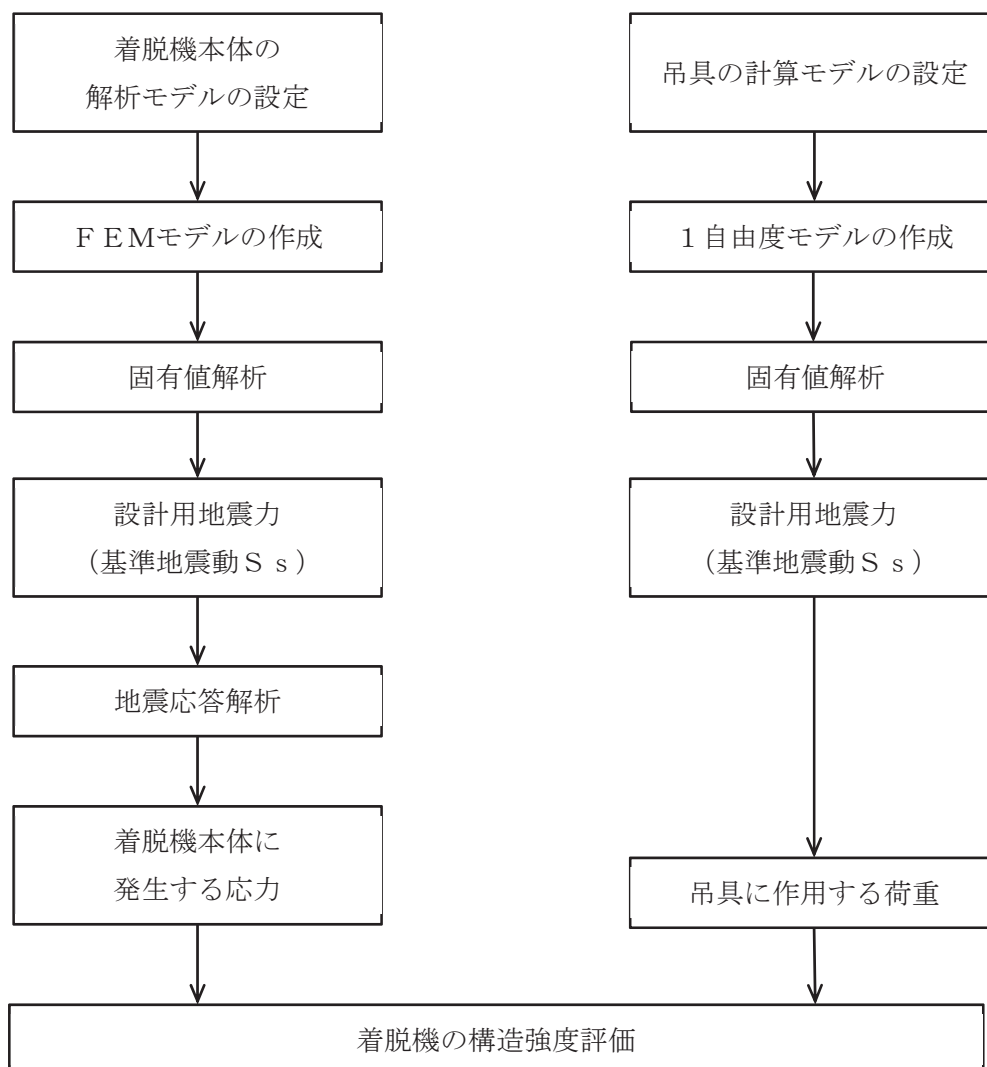 着脱機本体の
解析モデルの設定
ＦＥＭモデルの作成
固有値解析
設計用地震力
（基準地震動Ｓｓ）
地震応答解析
着脱機本体に
発生する応力
吊具の計算モデルの設定
１自由度モデルの作成
固有値解析
設計用地震力
（基準地震動Ｓｓ）
吊具に作用する荷重
着脱機の構造強度評価